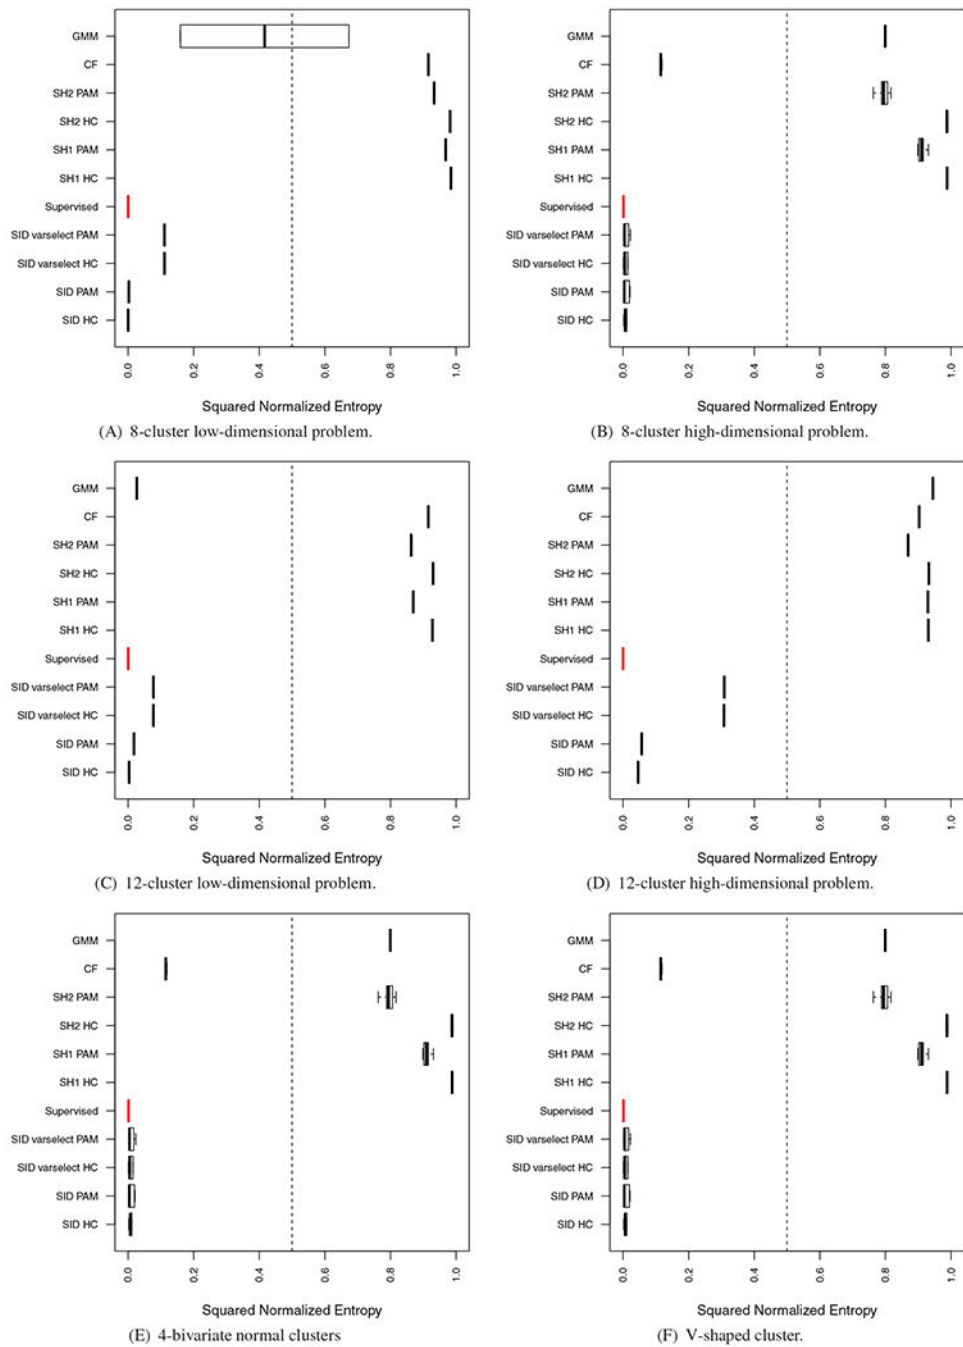 GMM
CF
SH2 PAM
SH2 HC
SH1 PAM
SH1 HC
Supervised
SID varselect PAM
SID varselect HC
SID PAM
SID HC
0.0 0.2 0.4 0.6 0.8 1.0
Squared Normalized Entropy
(A) 8-cluster low-dimensional problem.
GMM
CF
SH2 PAM
SH2 HC
SH1 PAM
SH1 HC
Supervised
SID varselect PAM
SID varselect HC
SID PAM
SID HC
0.0 0.2 0.4 0.6 0.8 1.0
Squared Normalized Entropy
(B) 8-cluster high-dimensional problem.
GMM
CF
SH2 PAM
SH2 HC
SH1 PAM
SH1 HC
Supervised
SID varselect PAM
SID varselect HC
SID PAM
SID HC
0.0 0.2 0.4 0.6 0.8 1.0
Squared Normalized Entropy
(C) 12-cluster low-dimensional problem.
GMM
CF
SH2 PAM
SH2 HC
SH1 PAM
SH1 HC
Supervised
SID varselect PAM
SID varselect HC
SID PAM
SID HC
0.0 0.2 0.4 0.6 0.8 1.0
Squared Normalized Entropy
(D) 12-cluster high-dimensional problem.
GMM
CF
SH2 PAM
SH2 HC
SH1 PAM
SH1 HC
Supervised
SID varselect PAM
SID varselect HC
SID PAM
SID HC
0.0 0.2 0.4 0.6 0.8 1.0
Squared Normalized Entropy
(E) 4-bivariate normal clusters
GMM
CF
SH2 PAM
SH2 HC
SH1 PAM
SH1 HC
Supervised
SID varselect PAM
SID varselect HC
SID PAM
SID HC
0.0 0.2 0.4 0.6 0.8 1.0
Squared Normalized Entropy
(F) V-shaped cluster.